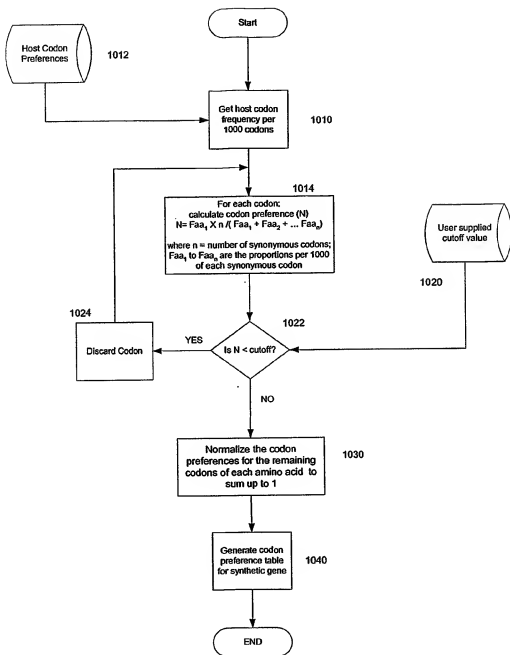 Start
Host Codon
Preferences
1012
Get host codon
frequency per
1000 codons
1010
1014
For each codon:
calculate codon preference (N)
N= Faa₁ X n /( Faa₁ + Faa₂ + ... Faaₙ)
where n = number of synonymous codons;
Faa₁ to Faaₙ are the proportions per 1000
of each synonymous codon
User supplied
cutoff value
1020
1024
Discard Codon
YES
1022
Is N < cutoff?
NO
Normalize the codon
preferences for the remaining
codons of each amino acid to
sum up to 1
1030
Generate codon
preference table
for synthetic gene
1040
END